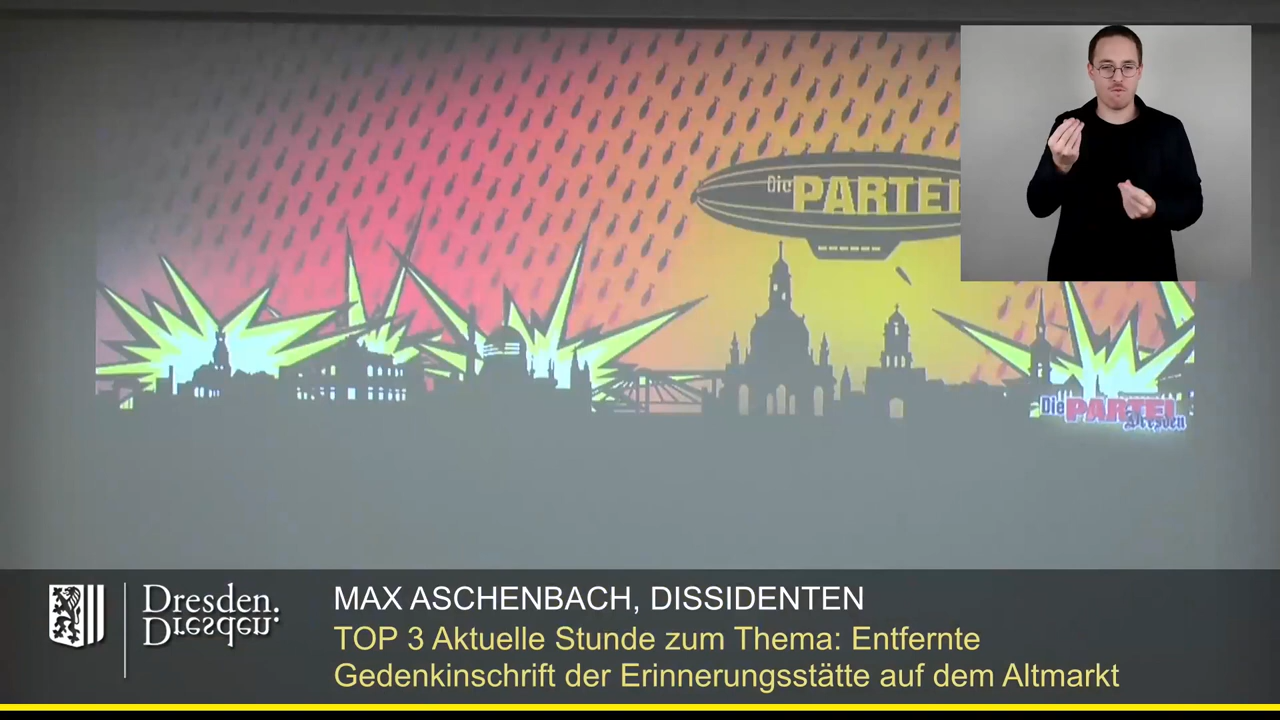 Die PARTEI
Die PARTEI
Dresden
Dresden.
Dresden.
MAX ASCHENBACH, DISSIDENTEN
TOP 3 Aktuelle Stunde zum Thema: Entfernte
Gedenkinschrift der Erinnerungsstätte auf dem Altmarkt